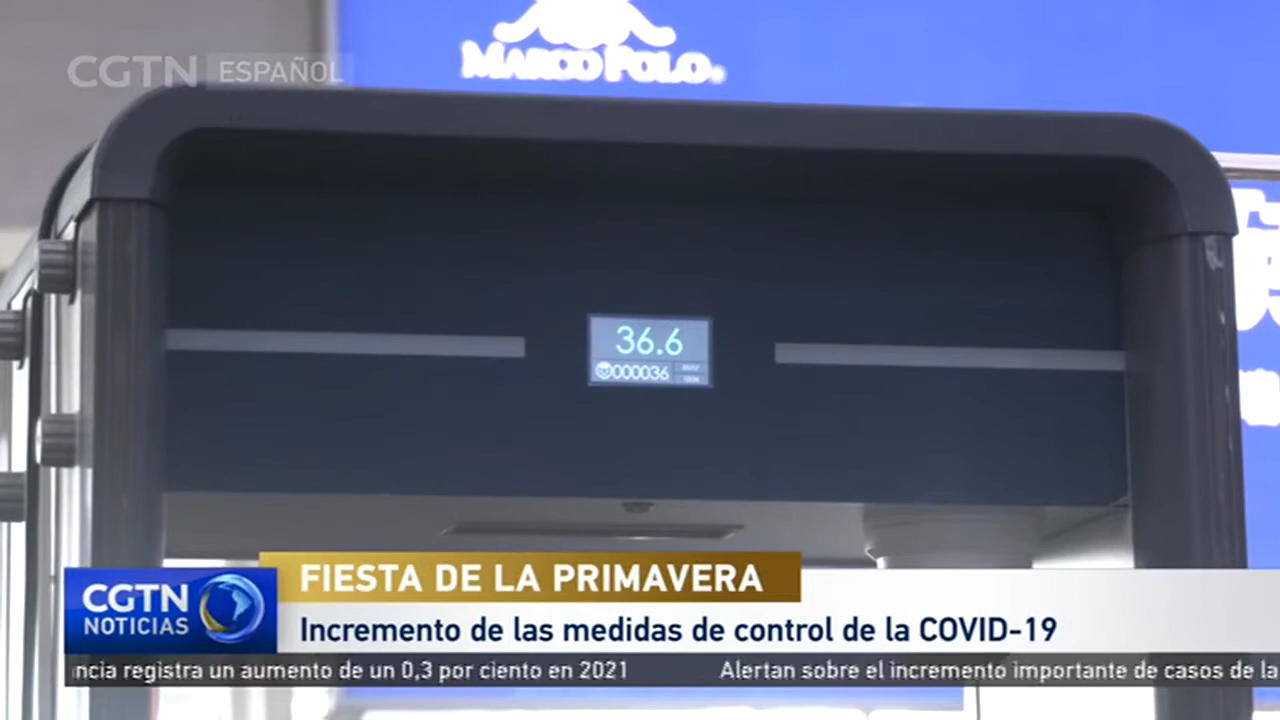 MARCO POLO
CGTN ESPAÑOL
36.6
000036
FIESTA DE LA PRIMAVERA
CGTN
NOTICIAS
Incremento de las medidas de control de la COVID-19
ncia registra un aumento de un 0,3 por ciento en 2021 Alertan sobre el incremento importante de casos de la